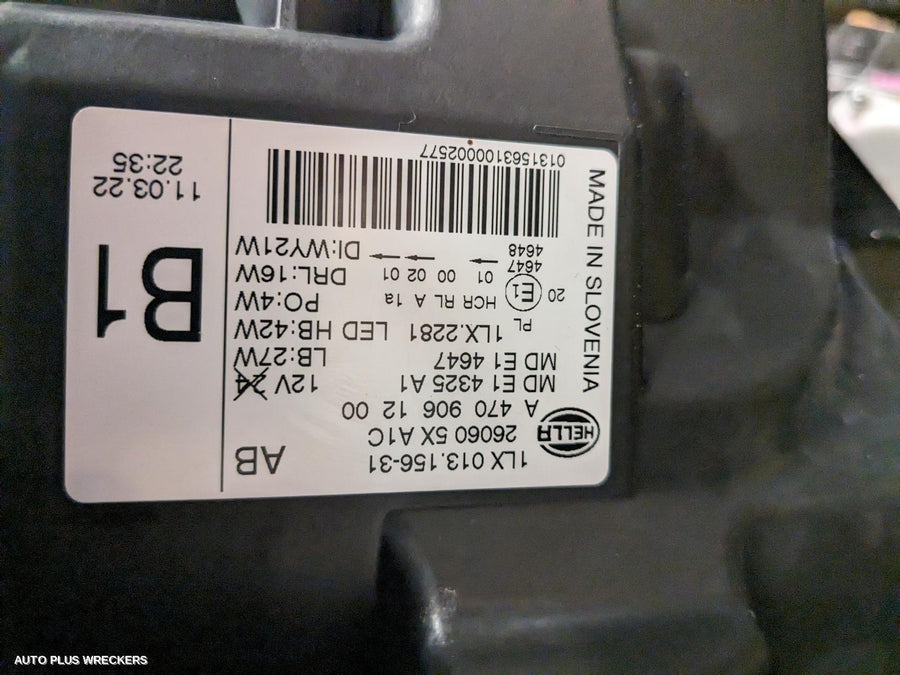 1LX 013.156-31
AB
HELLA
26060 5X A1C
A 470 906 12 00
MD E1 4325 A1
12V 24
MD E1 4647
LB:27W
PL 1LX.2281 LED HB:42W
20 E1 HCR RL A 1a
PO:4W
4647 01 00 02 01
DRL:16W
4648
DI:WY21W
0131563100002577
MADE IN SLOVENIA
B1
11.03.22
22:35
AUTO PLUS WRECKERS